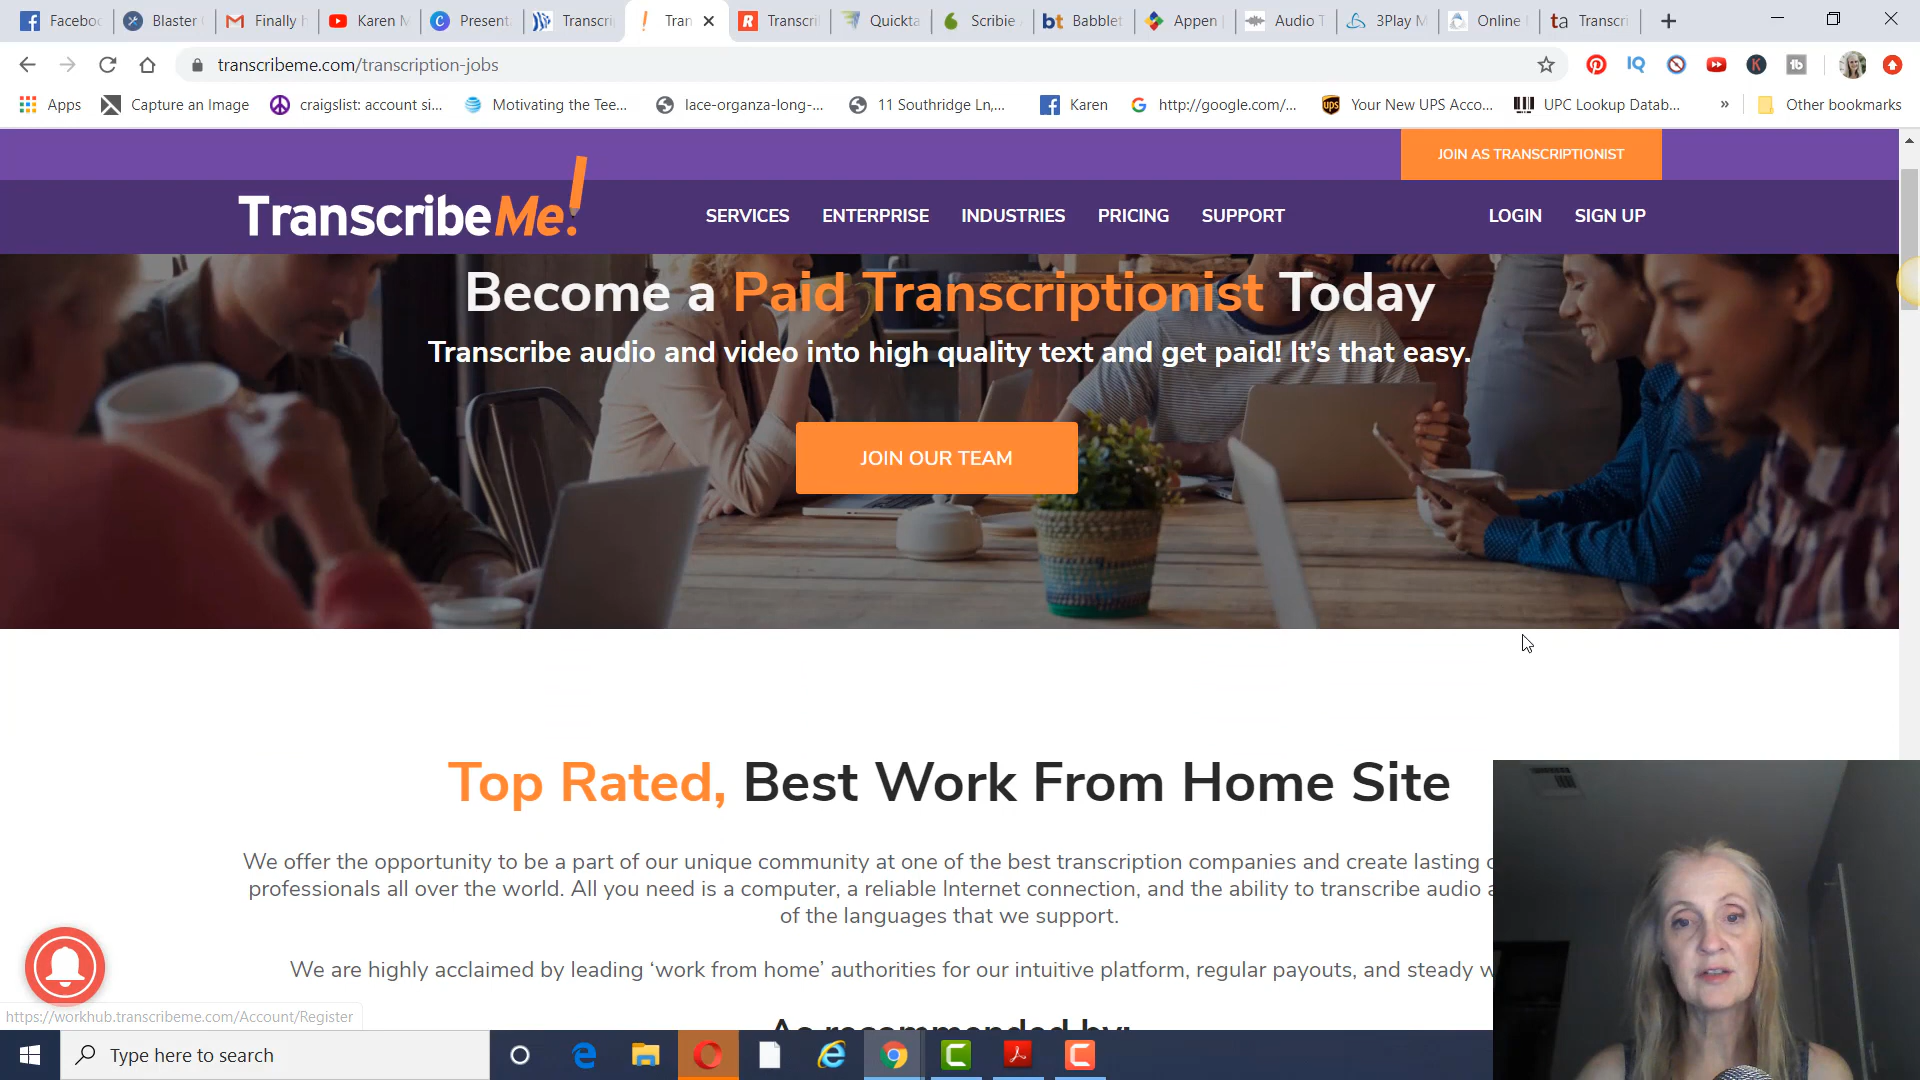 Facebo
Blaster
Finally h
Karen M
Present
Transcri
Tran
Transcri
Quickta
Scribie
Babblet
Appen
Audio T
3Play M
Online
ta Transcri
transcribeme.com/transcription-jobs
Apps
Capture an Image
craigslist: account si...
Motivating the Tee...
lace-organza-long-...
11 Southridge Ln,...
Karen
http://google.com/...
Your New UPS Acco...
UPC Lookup Datab...
»
Other bookmarks
JOIN AS TRANSCRIPTIONIST
TranscribeMe!
SERVICES
ENTERPRISE
INDUSTRIES
PRICING
SUPPORT
LOGIN
SIGN UP
Become a Paid Transcriptionist Today
Transcribe audio and video into high quality text and get paid! It's that easy.
JOIN OUR TEAM
Top Rated, Best Work From Home Site
We offer the opportunity to be a part of our unique community at one of the best transcription companies and create lasting
professionals all over the world. All you need is a computer, a reliable Internet connection, and the ability to transcribe audio
of the languages that we support.
We are highly acclaimed by leading ‘work from home’ authorities for our intuitive platform, regular payouts, and steady
https://workhub.transcribeme.com/Account/Register
As recommended by:
Type here to search